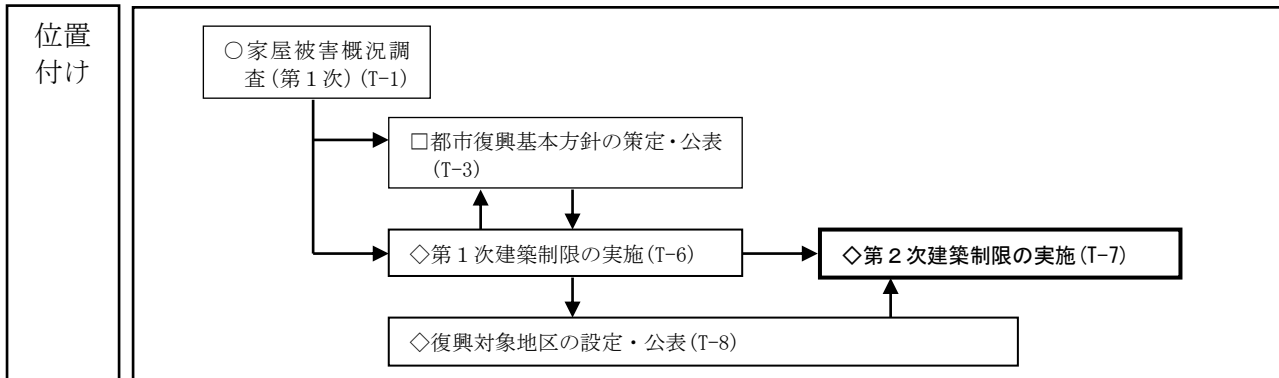 位置
付け
○家屋被害概況調
査(第１次)(T-1)
□都市復興基本方針の策定・公表
(T-3)
◇第１次建築制限の実施(T-6)
◇第２次建築制限の実施(T-7)
◇復興対象地区の設定・公表(T-8)